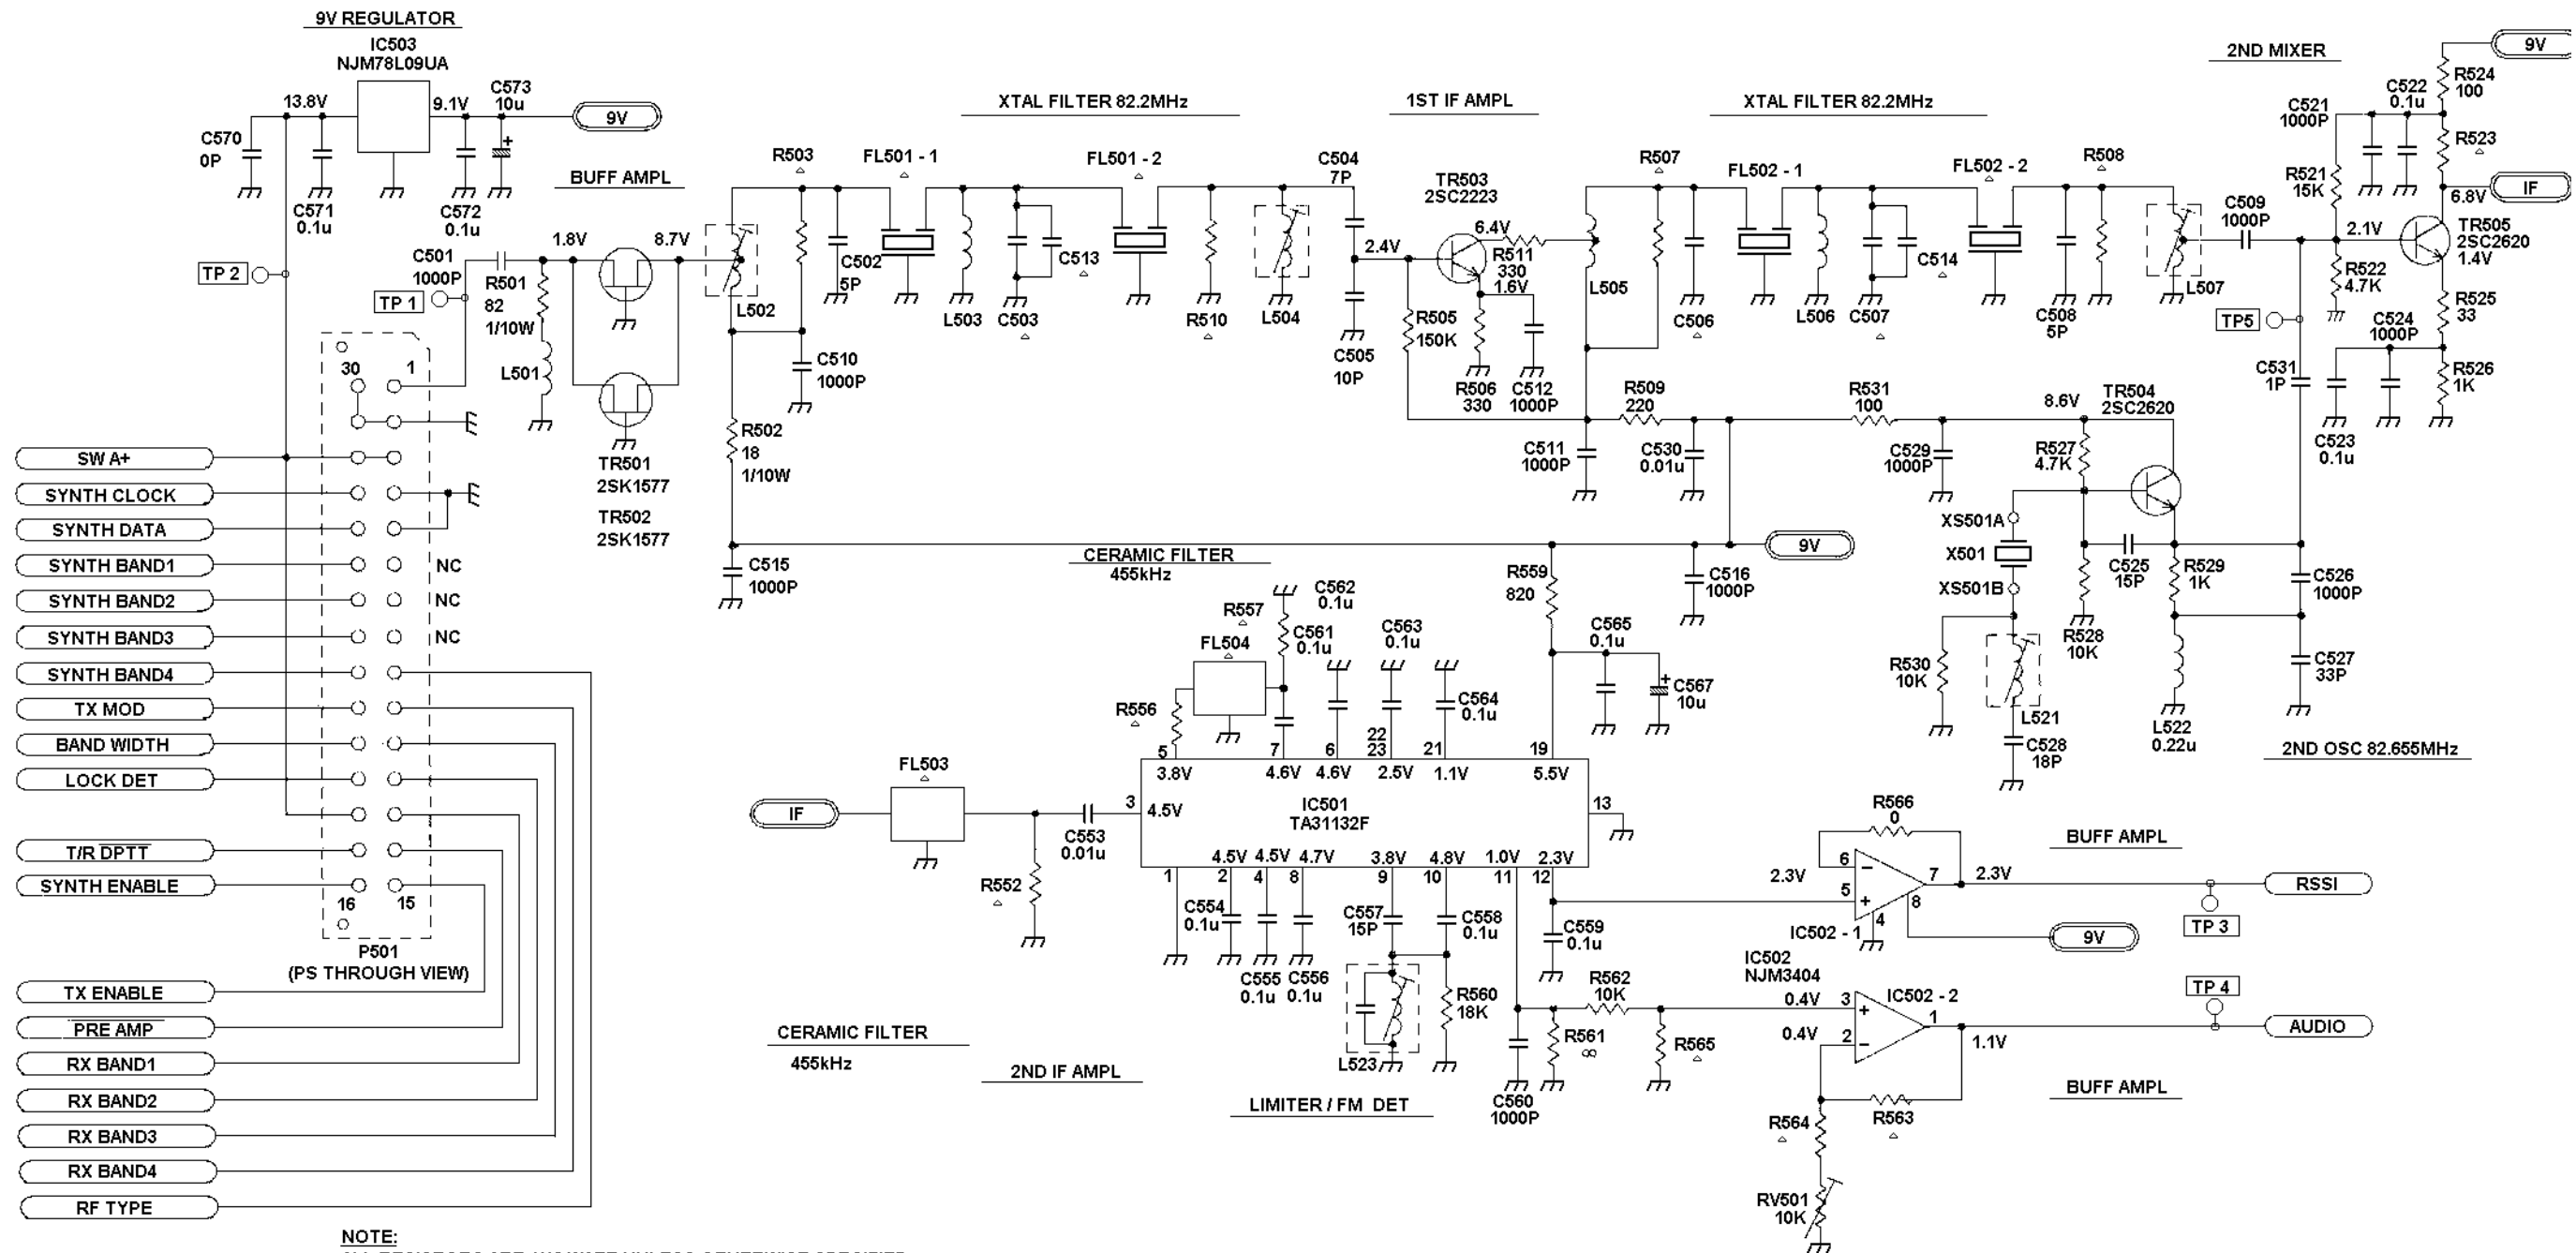 9V REGULATOR
IC503
NJM78L09UA
13.8V
9.1V
C573
10u
9V
C570
0P
C571
0.1u
C572
0.1u
BUFF AMPL
C501
1000P
TP 2
TP 1
R501
82
1/10W
1.8V
8.7V
L501
TR501
2SK1577
TR502
2SK1577
L502
R503
C502
5P
C510
1000P
R502
18
1/10W
C515
1000P
XTAL FILTER 82.2MHz
FL501 - 1
FL501 - 2
L503
C503
C513
R510
L504
C504
7P
C505
10P
2.4V
1ST IF AMPL
TR503
2SC2223
6.4V
R511
330
1.6V
R505
150K
R506
330
C512
1000P
L505
XTAL FILTER 82.2MHz
R507
FL502 - 1
FL502 - 2
R508
C506
L506
C507
C514
C508
5P
L507
C509
1000P
2ND MIXER
9V
R524
100
C522
0.1u
C521
1000P
R523
R521
15K
6.8V
IF
2.1V
TR505
2SC2620
1.4V
R522
4.7K
R525
33
TP5
C524
1000P
R526
1K
C531
1P
C523
0.1u
R509
220
R531
100
C511
1000P
C530
0.01u
C529
1000P
8.6V
TR504
2SC2620
R527
4.7K
XS501A
X501
XS501B
C525
15P
R529
1K
C526
1000P
R528
10K
R530
10K
L521
C528
18P
L522
0.22u
C527
33P
2ND OSC 82.655MHz
9V
C516
1000P
CERAMIC FILTER
455kHz
R559
820
C565
0.1u
C567
10u
R557
C562
0.1u
C561
0.1u
C563
0.1u
C564
0.1u
FL504
R556
5
7
6
22
23
21
19
3.8V
4.6V
4.6V
2.5V
1.1V
5.5V
IC501
TA31132F
3
4.5V
13
4.5V
4.5V
4.7V
3.8V
4.8V
1.0V
2.3V
1
2
4
8
9
10
11
12
IF
FL503
C553
0.01u
R552
C554
0.1u
C555
0.1u
C556
0.1u
C557
15P
C558
0.1u
C559
0.1u
L523
R560
18K
C560
1000P
R561
∞
R562
10K
R565
CERAMIC FILTER
455kHz
2ND IF AMPL
LIMITER / FM DET
R566
0
BUFF AMPL
2.3V
6
5
7
2.3V
4
8
IC502 - 1
9V
RSSI
TP 3
IC502
NJM3404
IC502 - 2
0.4V
3
0.4V
2
1
1.1V
TP 4
AUDIO
BUFF AMPL
R563
R564
RV501
10K
30
1
16
15
P501
(PS THROUGH VIEW)
NC
NC
NC
SW A+
SYNTH CLOCK
SYNTH DATA
SYNTH BAND1
SYNTH BAND2
SYNTH BAND3
SYNTH BAND4
TX MOD
BAND WIDTH
LOCK DET
T/R DPTT
SYNTH ENABLE
TX ENABLE
PRE AMP
RX BAND1
RX BAND2
RX BAND3
RX BAND4
RF TYPE
NOTE: